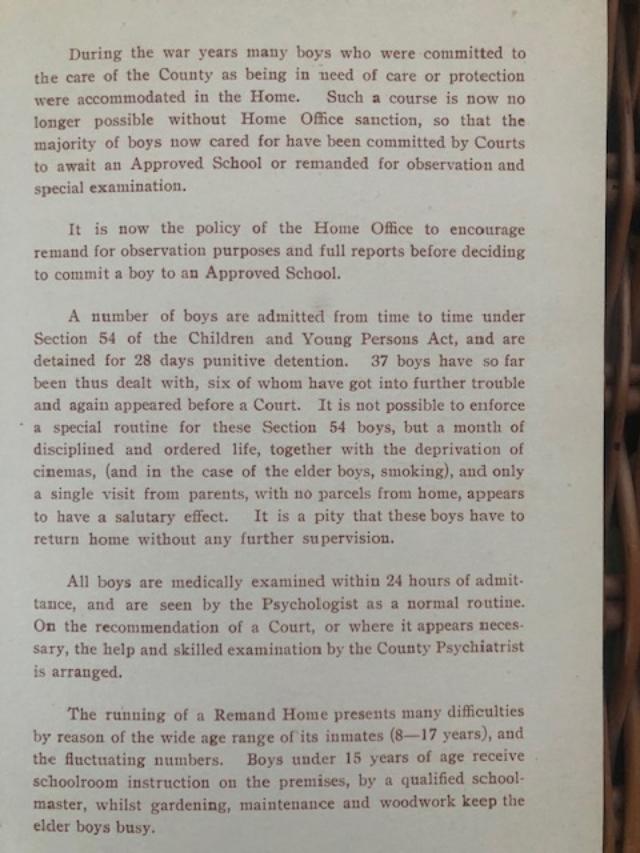 During the war years many boys who were committed to
the care of the County as being in need of care or protection
were accommodated in the Home. Such a course is now no
longer possible without Home Office sanction, so that the
majority of boys now cared for have been committed by Courts
to await an Approved School or remanded for observation and
special examination.
It is now the policy of the Home Office to encourage
remand for observation purposes and full reports before deciding
to commit a boy to an Approved School.
A number of boys are admitted from time to time under
Section 54 of the Children and Young Persons Act, and are
detained for 28 days punitive detention. 37 boys have so far
been thus dealt with, six of whom have got into further trouble
and again appeared before a Court. It is not possible to enforce
a special routine for these Section 54 boys, but a month of
disciplined and ordered life, together with the deprivation of
cinemas, (and in the case of the elder boys, smoking), and only
a single visit from parents, with no parcels from home, appears
to have a salutary effect. It is a pity that these boys have to
return home without any further supervision.
All boys are medically examined within 24 hours of admit-
tance, and are seen by the Psychologist as a normal routine.
On the recommendation of a Court, or where it appears neces-
sary, the help and skilled examination by the County Psychiatrist
is arranged.
The running of a Remand Home presents many difficulties
by reason of the wide age range of its inmates (8—17 years), and
the fluctuating numbers. Boys under 15 years of age receive
schoolroom instruction on the premises, by a qualified school-
master, whilst gardening, maintenance and woodwork keep the
elder boys busy.